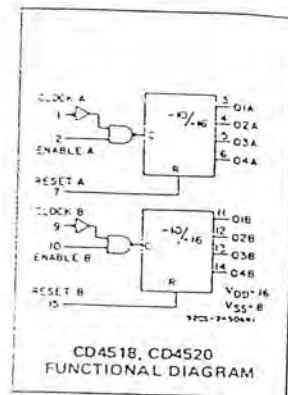 CLOCK A
1
2
ENABLE A
RESET A
7
C
÷10/÷16
R
3 Q1A
4 Q2A
5 Q3A
6 Q4A
CLOCK B
9
10
ENABLE B
RESET B
15
C
÷10/÷16
R
11 Q1B
12 Q2B
13 Q3B
14 Q4B
VDD=16
VSS=8
CD4518, CD4520
FUNCTIONAL DIAGRAM